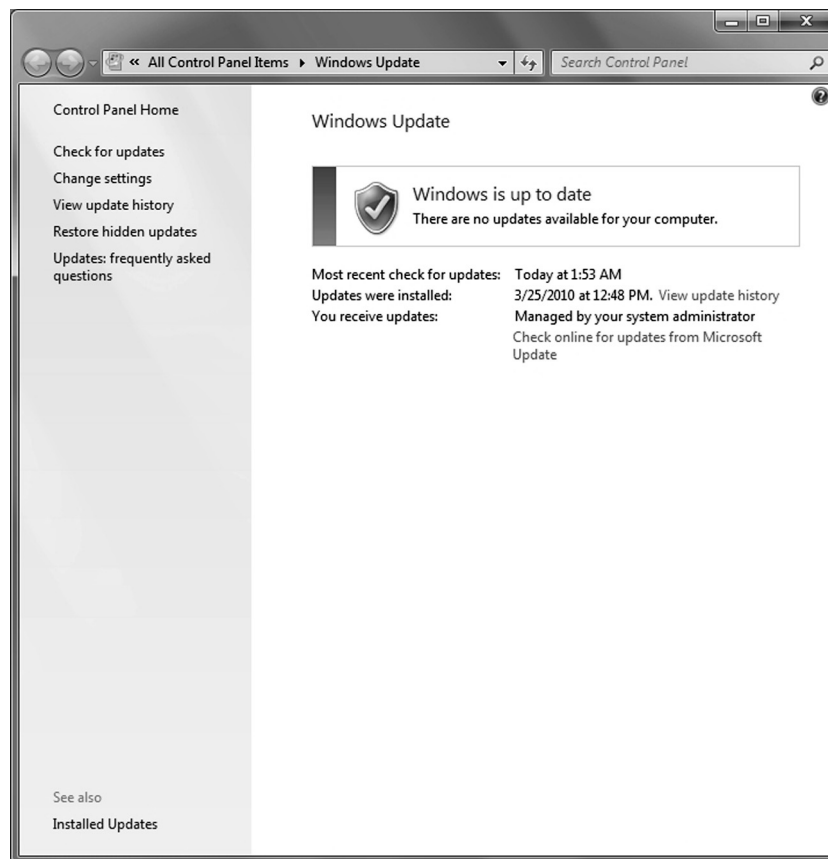 « All Control Panel Items ▸ Windows Update
Search Control Panel
Control Panel Home
Check for updates
Change settings
View update history
Restore hidden updates
Updates: frequently asked
questions
See also
Installed Updates
Windows Update
Windows is up to date
There are no updates available for your computer.
Most recent check for updates: Today at 1:53 AM
Updates were installed: 3/25/2010 at 12:48 PM. View update history
You receive updates: Managed by your system administrator
Check online for updates from Microsoft
Update